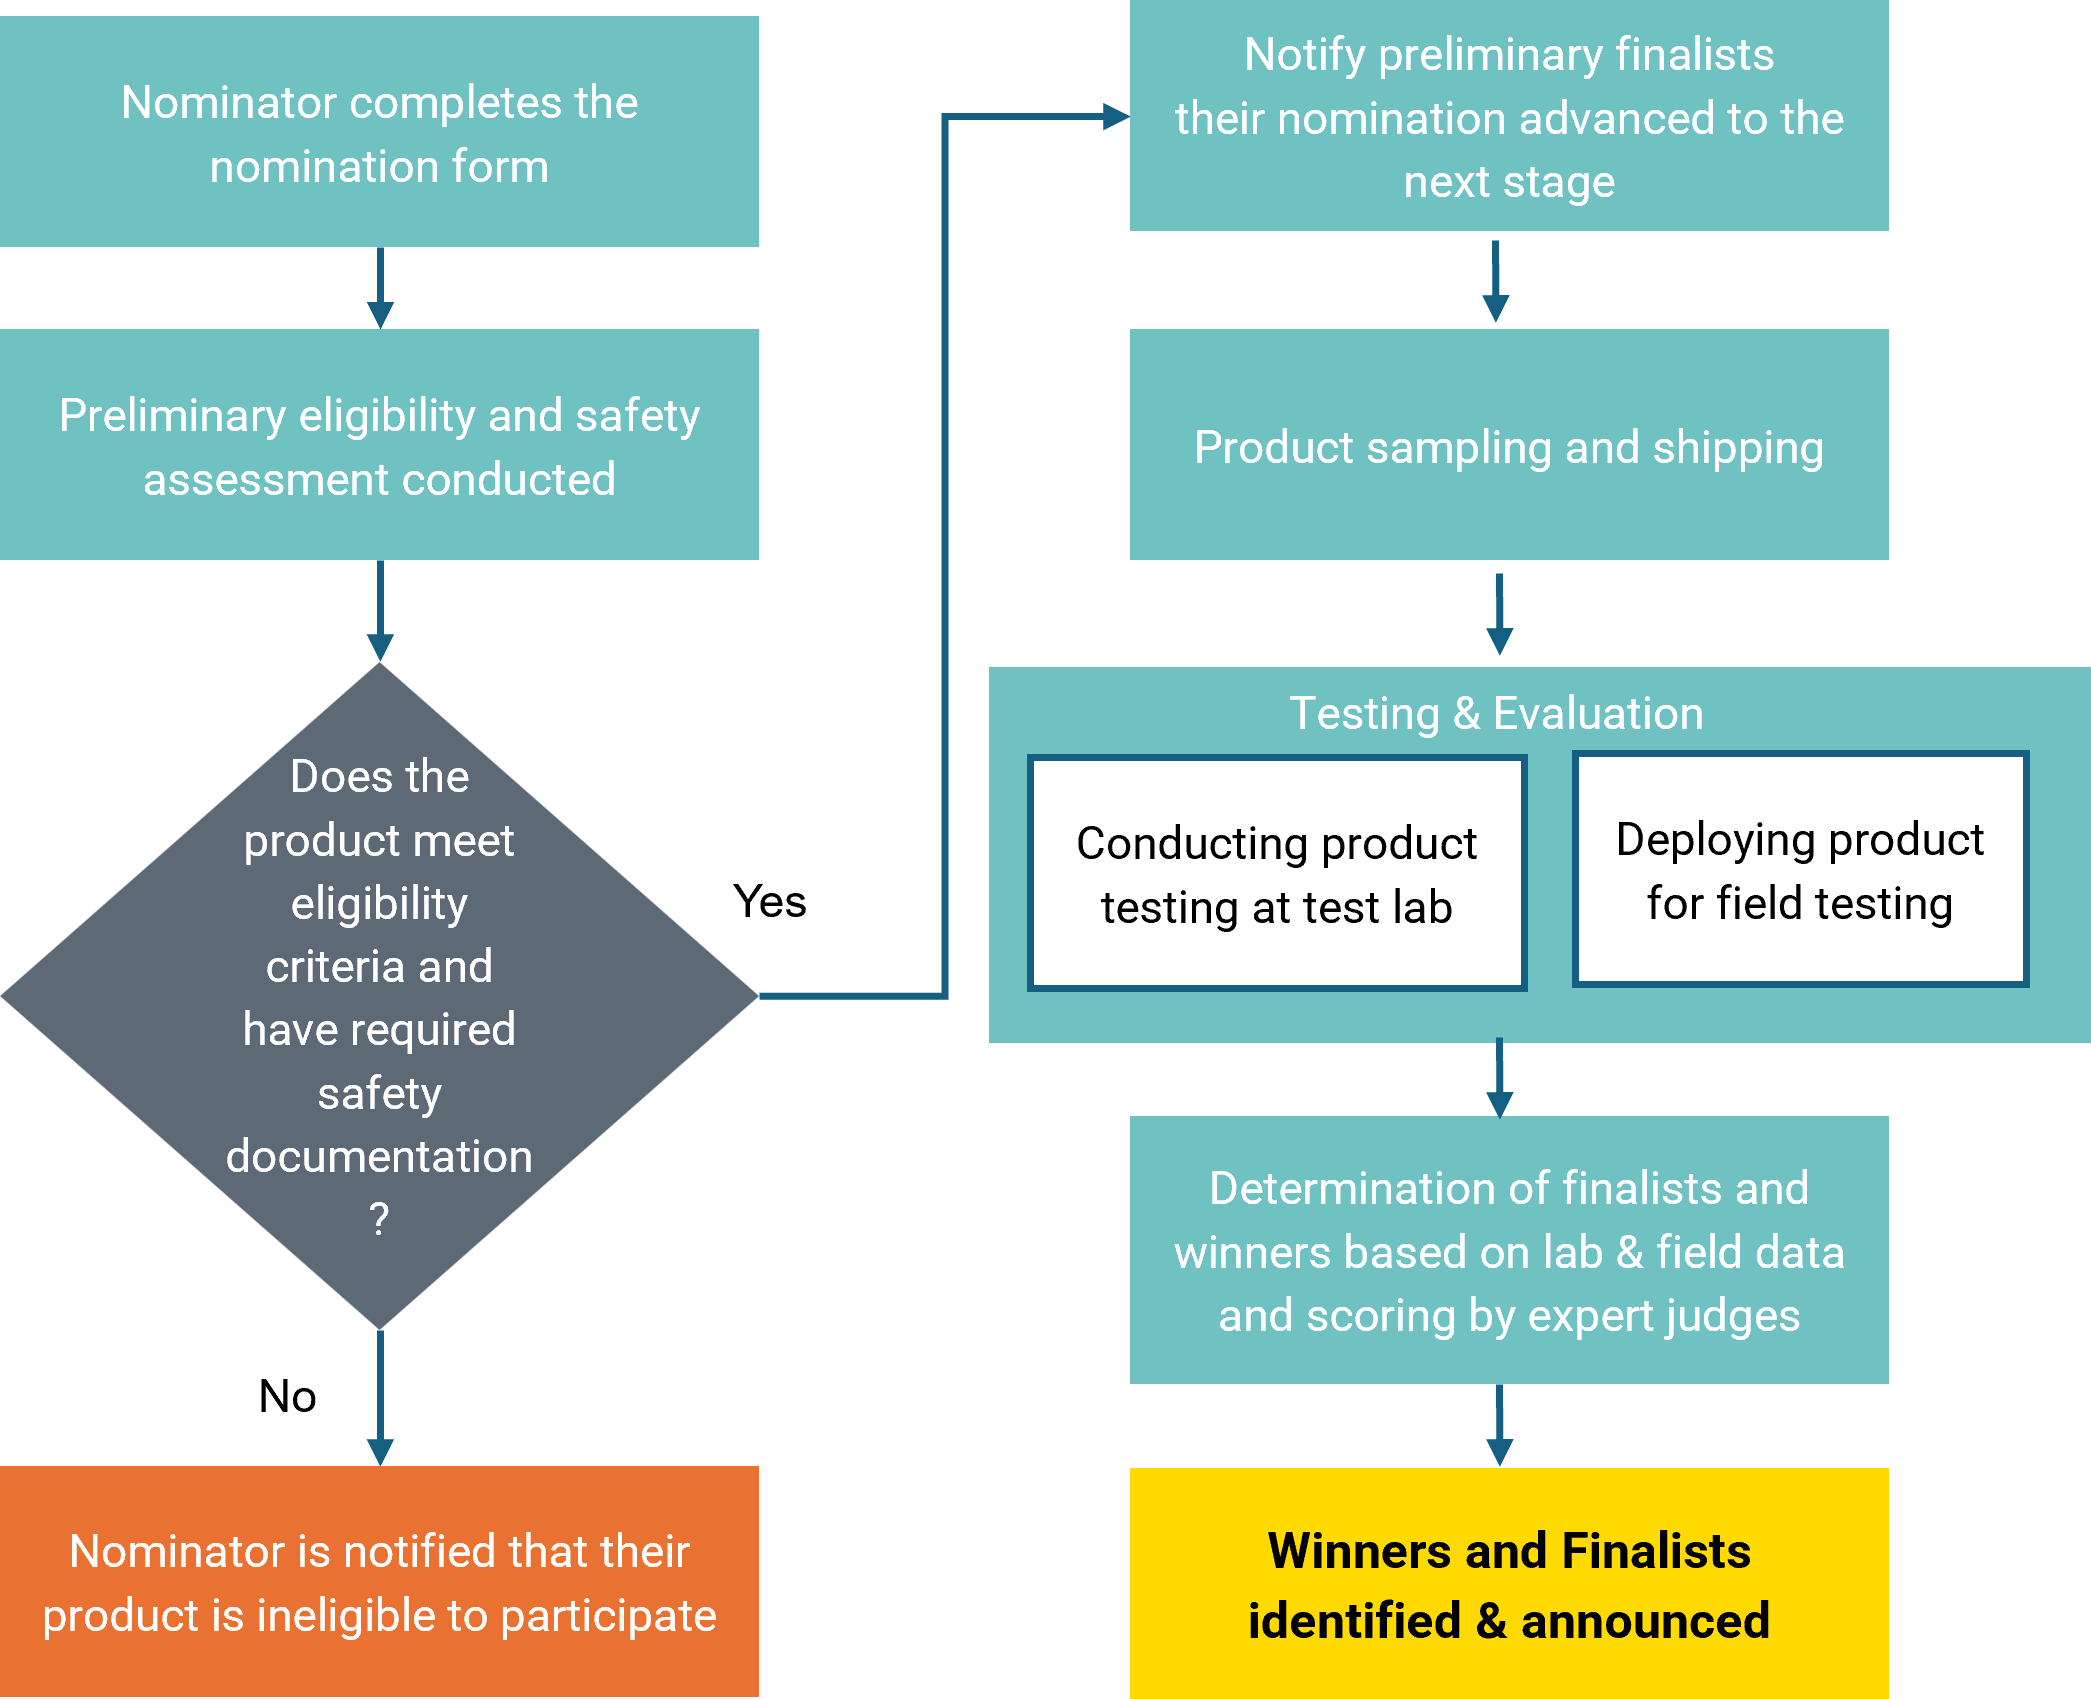 Nominator completes the
nomination form
Preliminary eligibility and safety
assessment conducted
Does the
product meet
eligibility
criteria and
have required
safety
documentation
?
Yes
No
Nominator is notified that their
product is ineligible to participate
Notify preliminary finalists
their nomination advanced to the
next stage
Product sampling and shipping
Testing & Evaluation
Conducting product
testing at test lab
Deploying product
for field testing
Determination of finalists and
winners based on lab & field data
and scoring by expert judges
Winners and Finalists
identified & announced